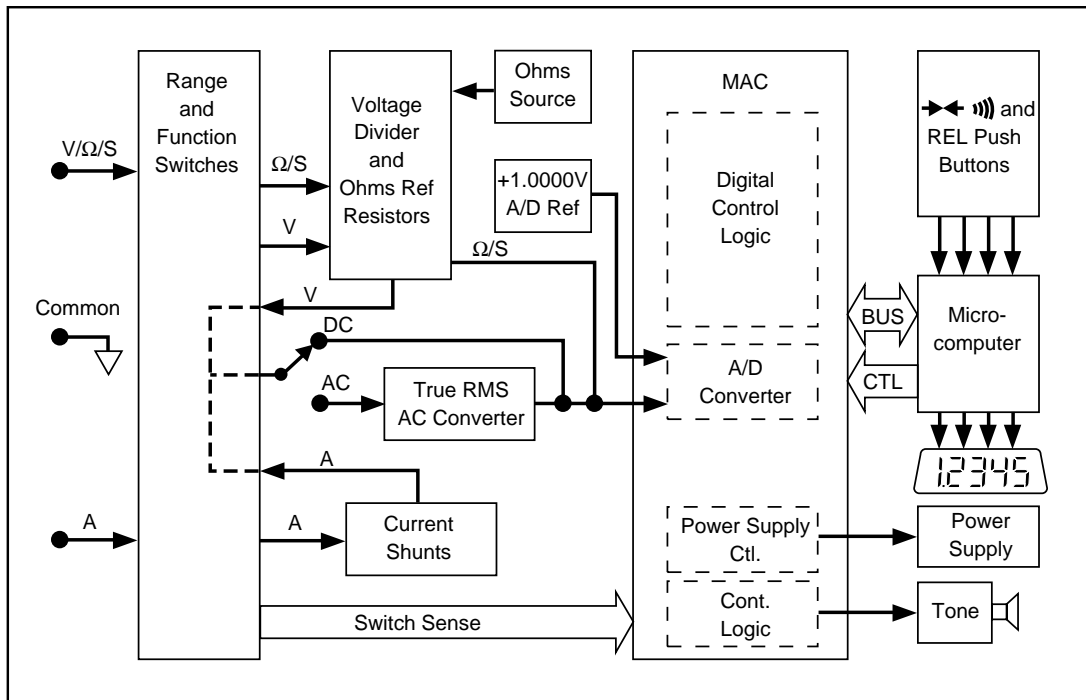 Range
and
Function
Switches
V/Ω/S
Common
A
Ω/S
V
V
DC
AC
A
A
Switch Sense
Voltage
Divider
and
Ohms Ref
Resistors
Ohms
Source
+1.0000V
A/D Ref
Ω/S
True RMS
AC Converter
Current
Shunts
MAC
Digital
Control
Logic
A/D
Converter
Power Supply
Ctl.
Cont.
Logic
BUS
CTL
and
REL Push
Buttons
Micro-
computer
1.2345
Power
Supply
Tone